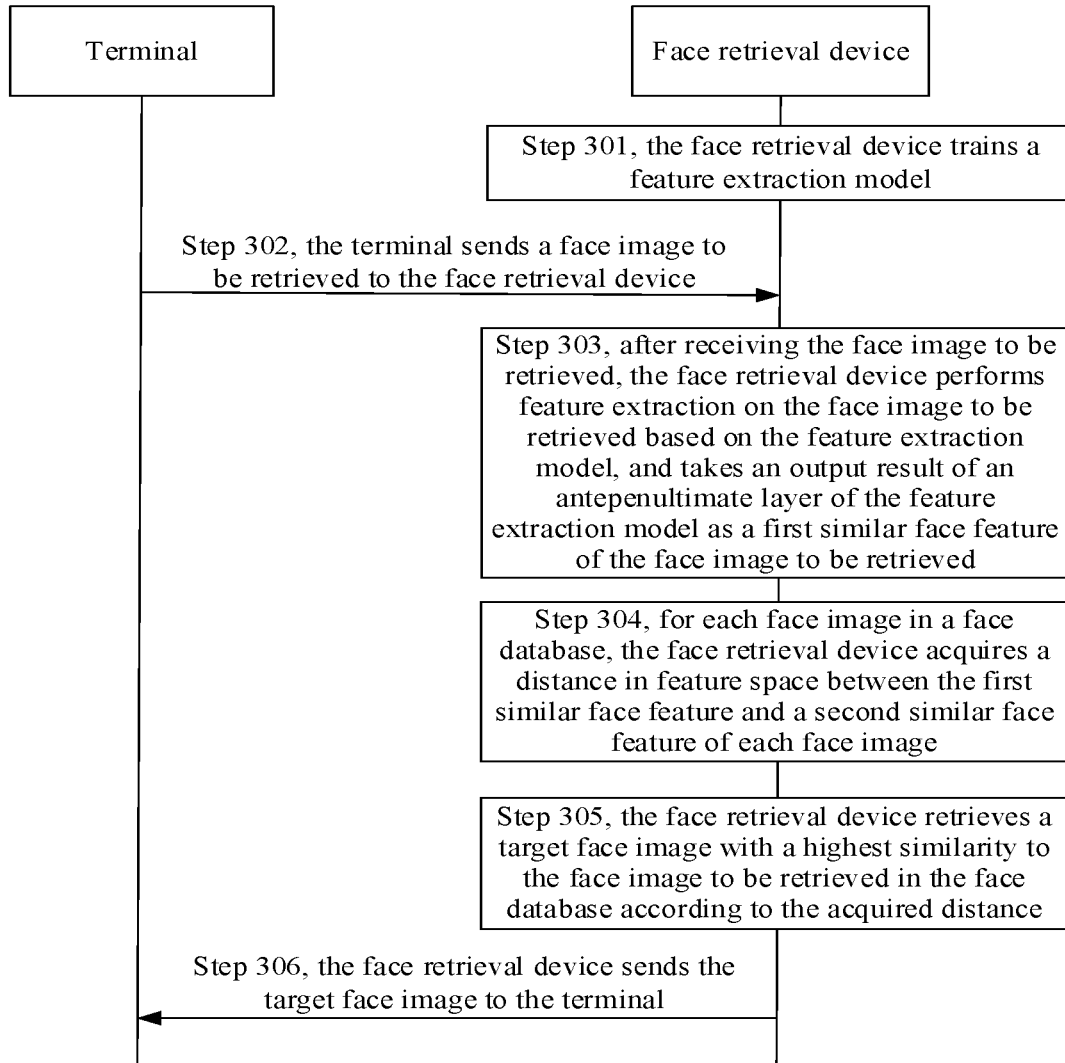 Terminal
Face retrieval device
Step 301, the face retrieval device trains a
feature extraction model
Step 302, the terminal sends a face image to
be retrieved to the face retrieval device
Step 303, after receiving the face image to be
retrieved, the face retrieval device performs
feature extraction on the face image to be
retrieved based on the feature extraction
model, and takes an output result of an
antepenultimate layer of the feature
extraction model as a first similar face feature
of the face image to be retrieved
Step 304, for each face image in a face
database, the face retrieval device acquires a
distance in feature space between the first
similar face feature and a second similar face
feature of each face image
Step 305, the face retrieval device retrieves a
target face image with a highest similarity to
the face image to be retrieved in the face
database according to the acquired distance
Step 306, the face retrieval device sends the
target face image to the terminal